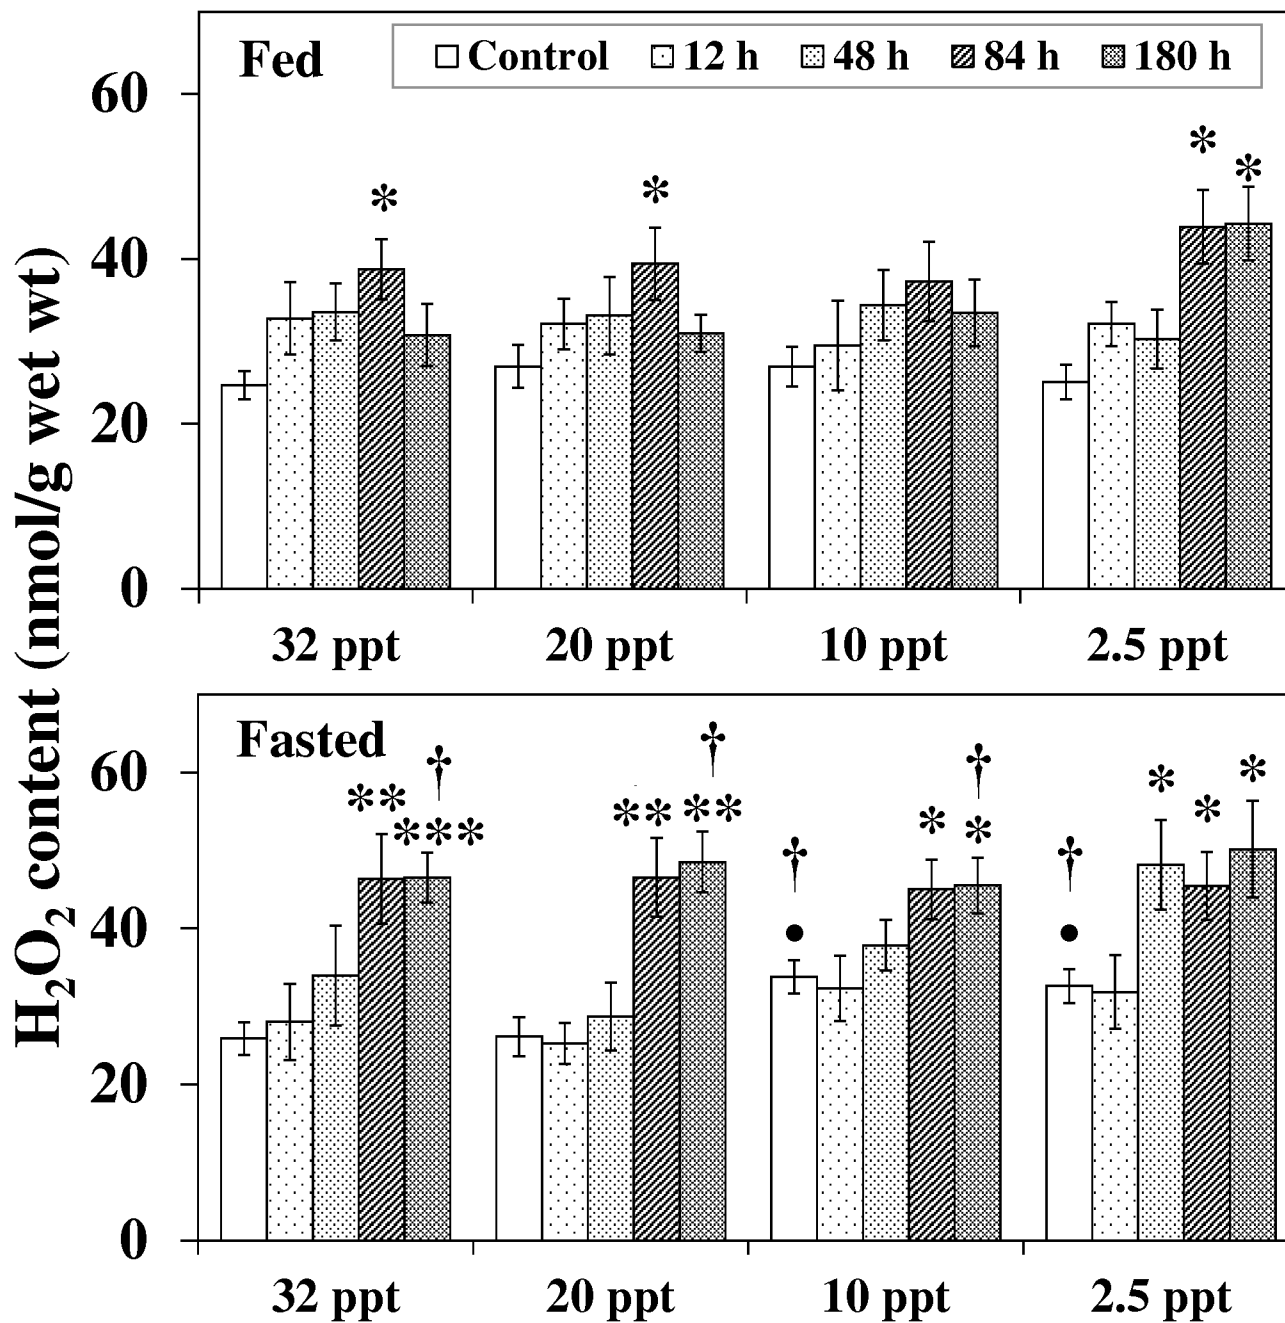 Fed
Control 12 h 48 h 84 h 180 h
60
40
20
0
* * * *
32 ppt 20 ppt 10 ppt 2.5 ppt
H₂O₂ content (nmol/g wet wt)
Fasted
60
40
20
0
** † *** ** † ** † ● * † * † ● * * *
32 ppt 20 ppt 10 ppt 2.5 ppt